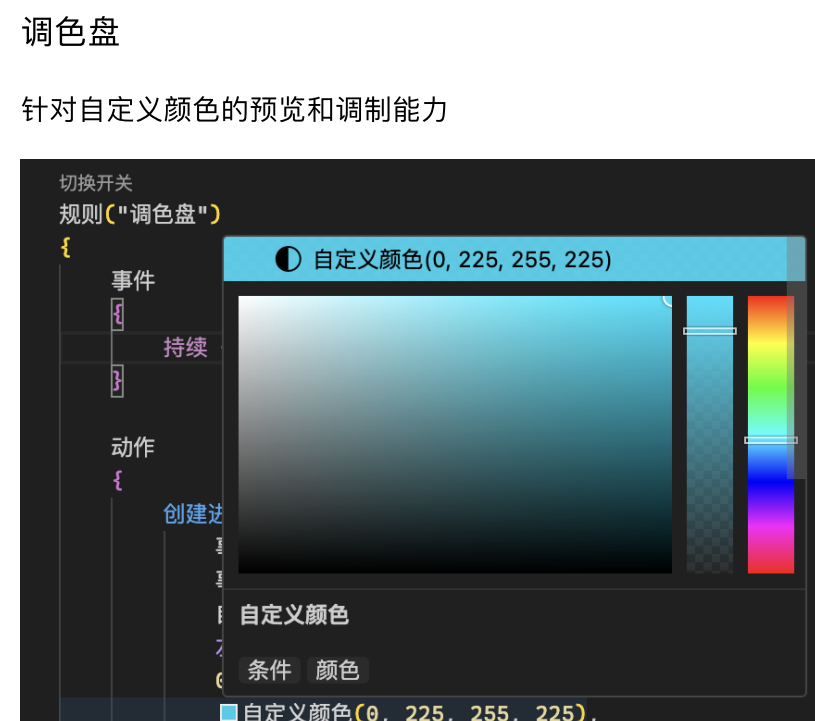 调色盘
针对自定义颜色的预览和调制能力
切换开关
规则("调色盘")
{
自定义颜色(0, 225, 255, 225)
事件
{
持续
}
动作
{
创建进
自定义颜色
条件 颜色
自定义颜色(0, 225, 255, 225),